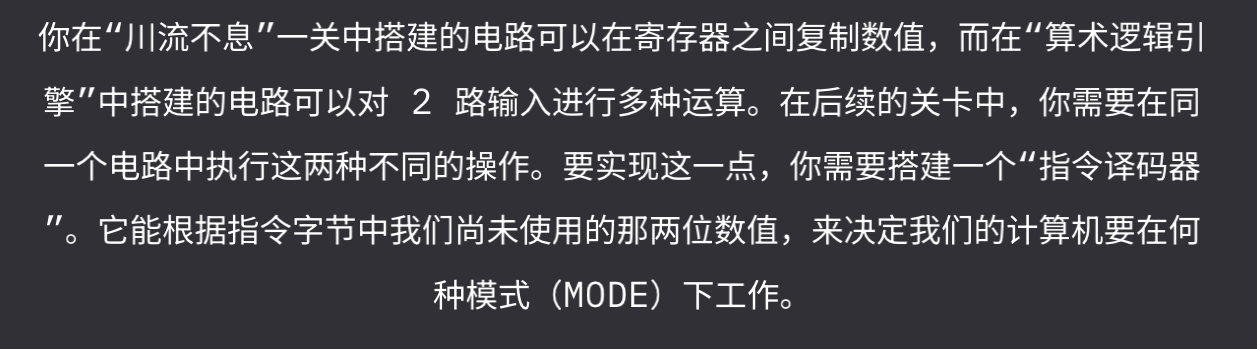 你在“川流不息”一关中搭建的电路可以在寄存器之间复制数值，而在“算术逻辑引
擎”中搭建的电路可以对 2 路输入进行多种运算。在后续的关卡中，你需要在同
一个电路中执行这两种不同的操作。要实现这一点，你需要搭建一个“指令译码器
”。它能根据指令字节中我们尚未使用的那两位数值，来决定我们的计算机要在何
种模式（MODE）下工作。